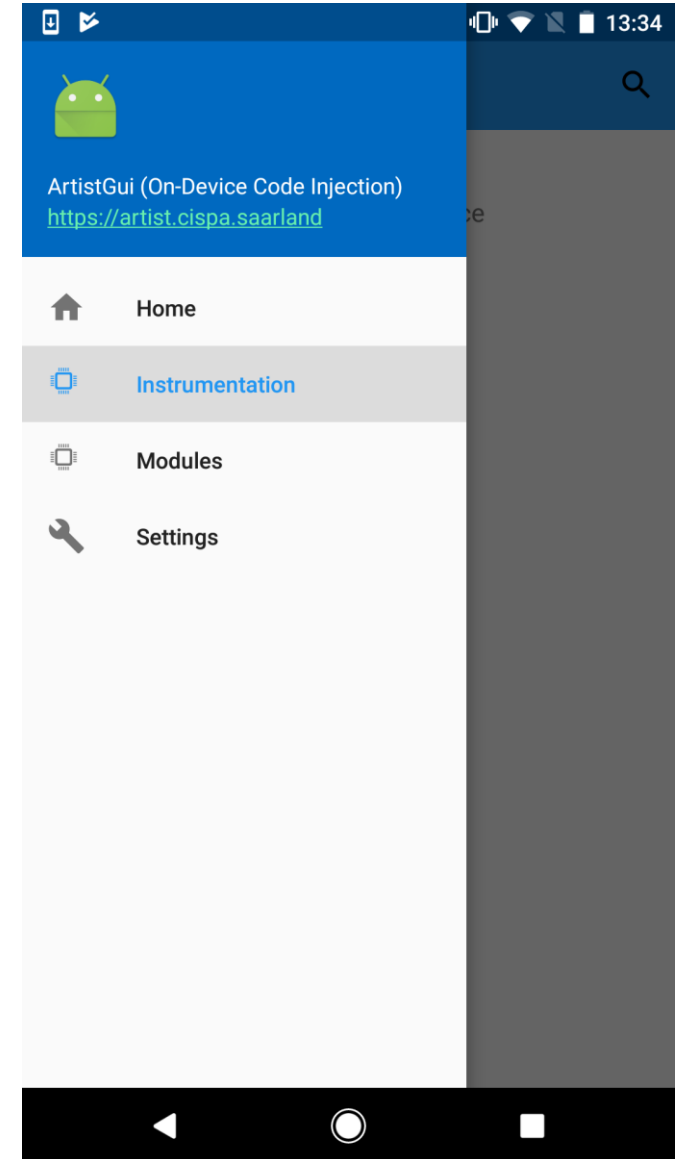 13:34
ArtistGui (On-Device Code Injection)
https://artist.cispa.saarland
Home
Instrumentation
Modules
Settings